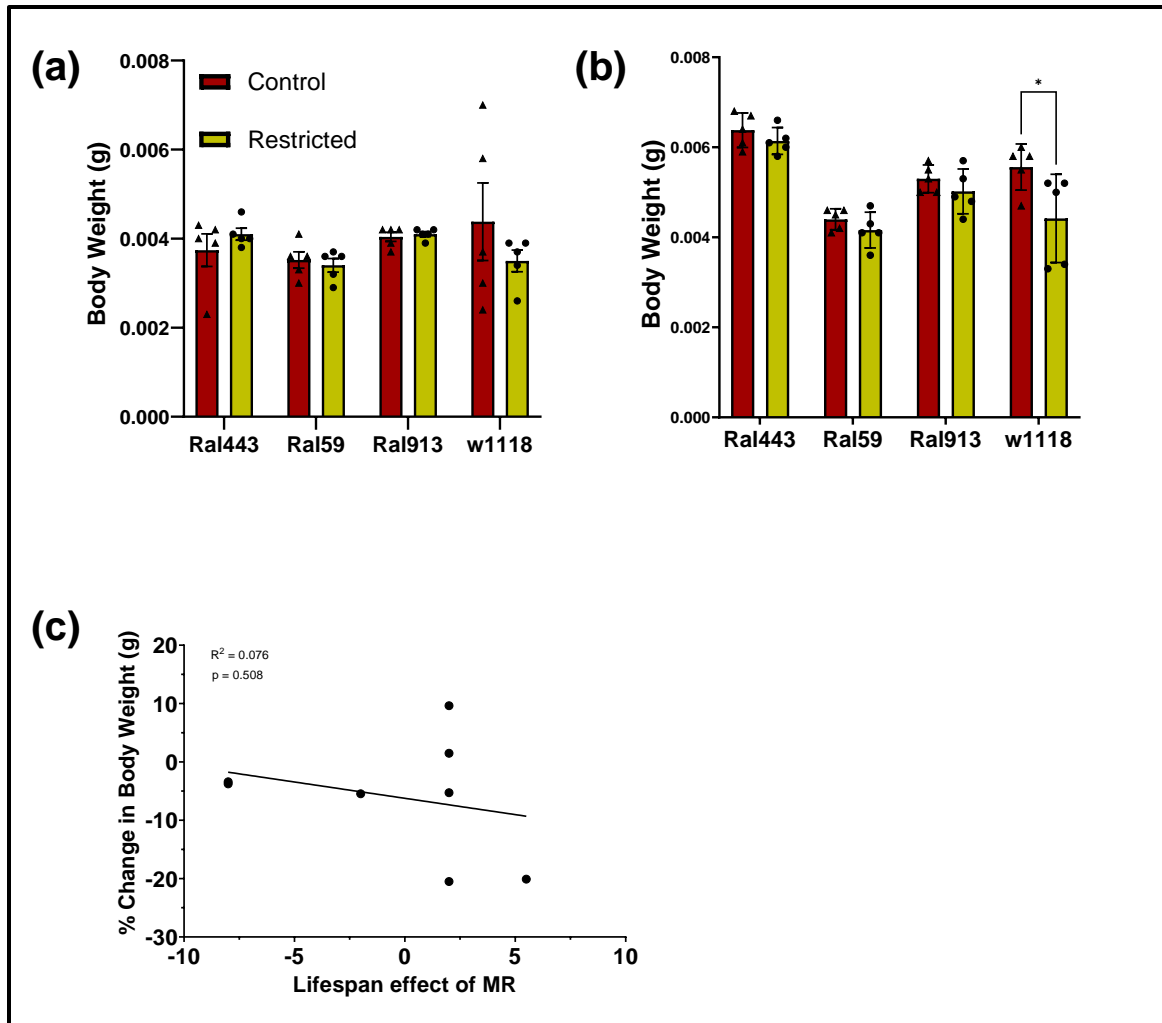 (a)
Body Weight (g)
0.008
0.006
0.004
0.002
0.000
Control
Restricted
Ral443 Ral59 Ral913 w1118
(b)
Body Weight (g)
0.008
0.006
0.004
0.002
0.000
*
Ral443 Ral59 Ral913 w1118
(c)
% Change in Body Weight (g)
20
10
0
-10
-20
-30
R² = 0.076
p = 0.508
-10 -5 0 5 10
Lifespan effect of MR